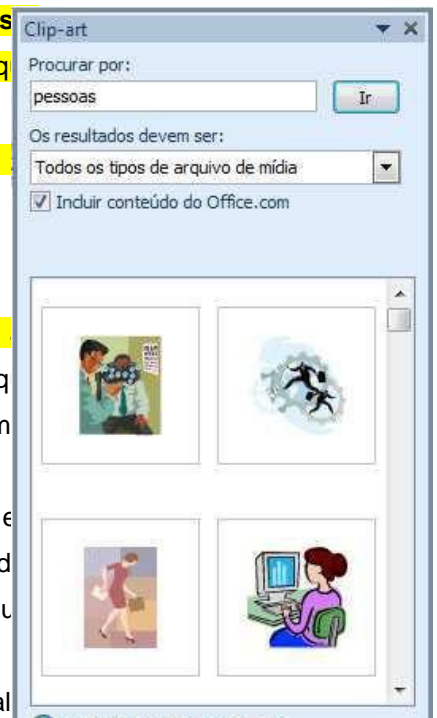 Clip-art
Procurar por:
pessoas
Ir
Os resultados devem ser:
Todos os tipos de arquivo de mídia
Incluir conteúdo do Office.com